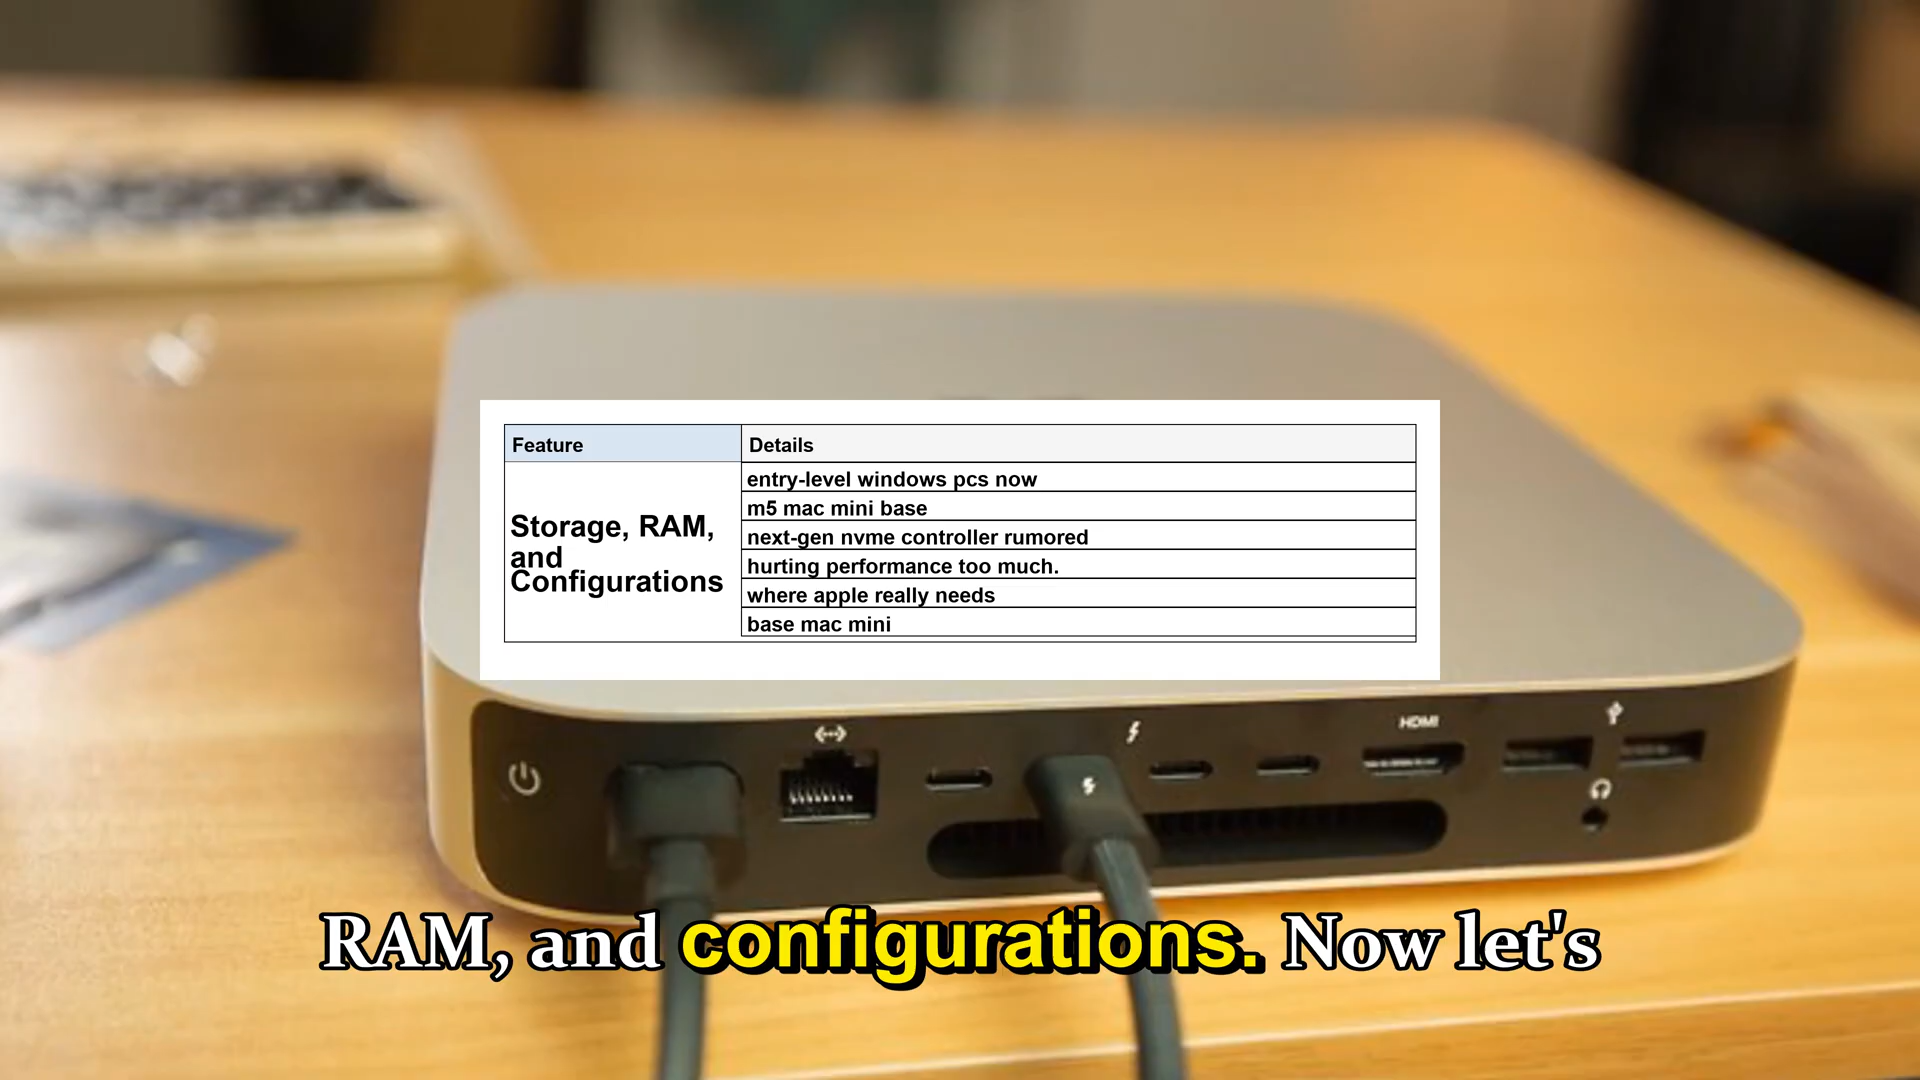 Feature
Details
Storage, RAM,
and
Configurations
entry-level windows pcs now
m5 mac mini base
next-gen nvme controller rumored
hurting performance too much.
where apple really needs
base mac mini
HDMI
RAM, and configurations. Now let's